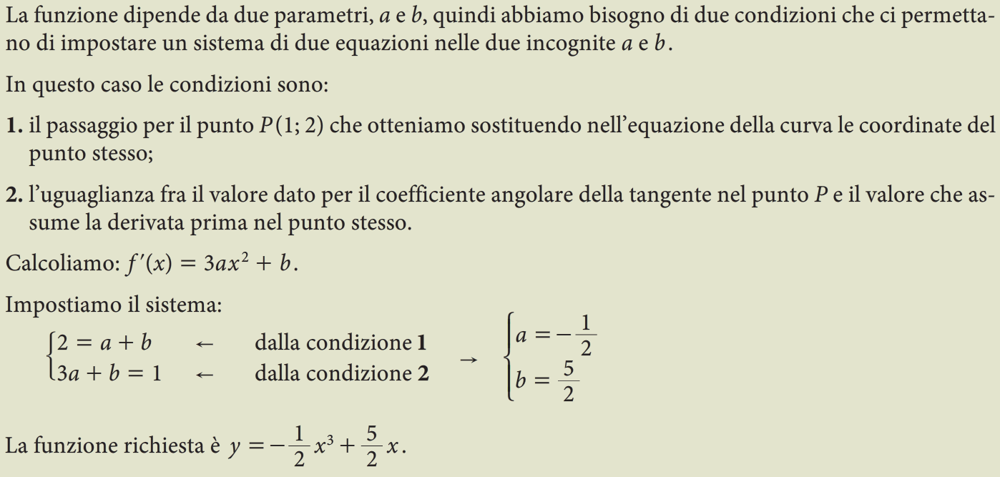 La funzione dipende da due parametri, a e b, quindi abbiamo bisogno di due condizioni che ci permetta-
no di impostare un sistema di due equazioni nelle due incognite a e b.
In questo caso le condizioni sono:
1. il passaggio per il punto P(1; 2) che otteniamo sostituendo nell’equazione della curva le coordinate del
punto stesso;
2. l’uguaglianza fra il valore dato per il coefficiente angolare della tangente nel punto P e il valore che as-
sume la derivata prima nel punto stesso.
Calcoliamo: f′(x) = 3ax² + b.
Impostiamo il sistema:
{2 = a + b ← dalla condizione 1
{3a + b = 1 ← dalla condizione 2 → {a = −1/2
{b = 5/2
La funzione richiesta è y = −1/2 x³ + 5/2 x.